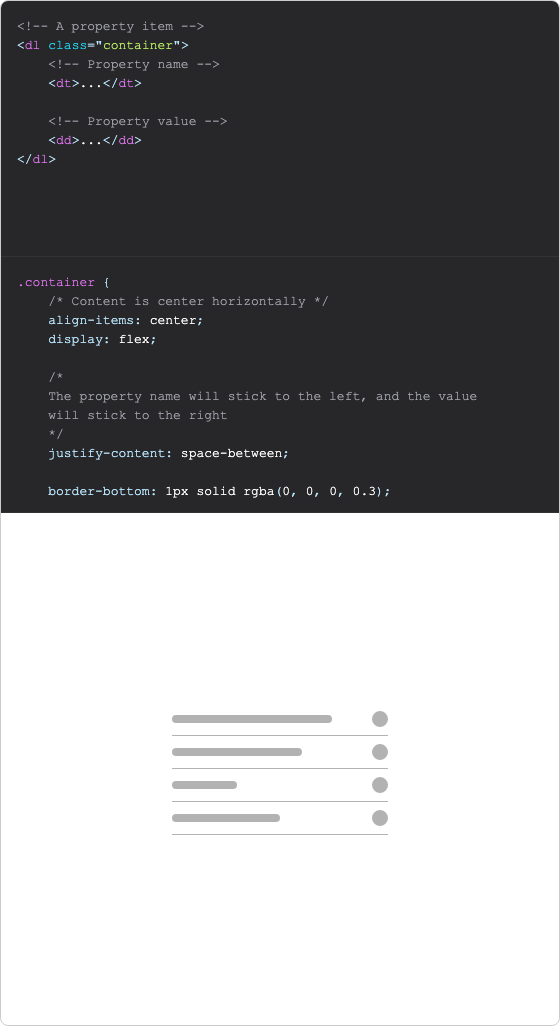 <!-- A property item -->
<dl class="container">
    <!-- Property name -->
    <dt>...</dt>

    <!-- Property value -->
    <dd>...</dd>
</dl>
.container {
    /* Content is center horizontally */
    align-items: center;
    display: flex;

    /*
    The property name will stick to the left, and the value
    will stick to the right
    */
    justify-content: space-between;

    border-bottom: 1px solid rgba(0, 0, 0, 0.3);